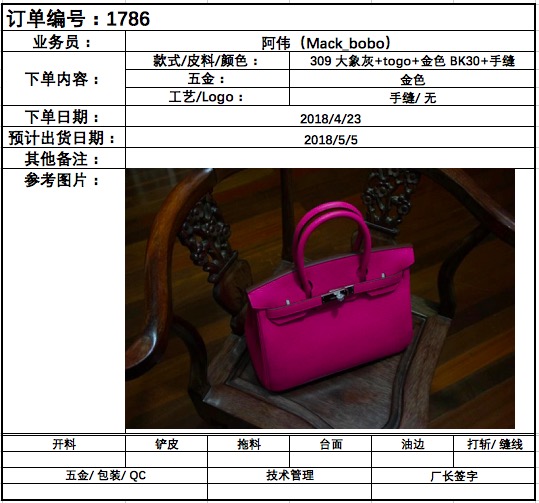 订单编号：1786
业务员： 阿伟（Mack_bobo）
下单内容： 款式/皮料/颜色： 309 大象灰+togo+金色 BK30+手缝
五金： 金色
工艺/Logo： 手缝/ 无
下单日期： 2018/4/23
预计出货日期： 2018/5/5
其他备注：
参考图片：
开料 铲皮 拖料 台面 油边 打斩/ 缝线
五金/ 包装/ QC 技术管理 厂长签字